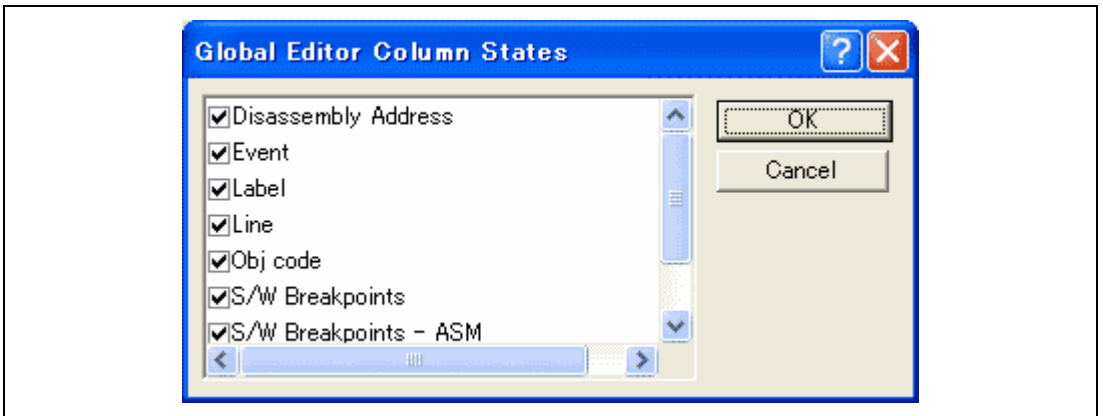 Global Editor Column States
Disassembly Address
Event
Label
Line
Obj code
S/W Breakpoints
S/W Breakpoints - ASM
OK
Cancel